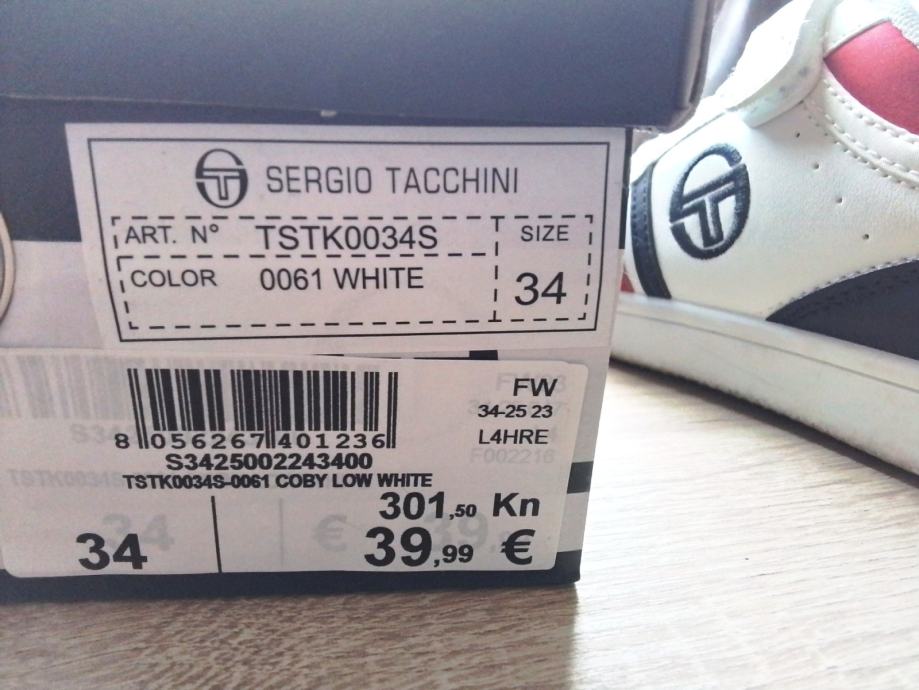 SERGIO TACCHINI
ART. N° TSTK0034S
SIZE
COLOR 0061 WHITE
34
FW
34-25 23
8 056267 401236
L4HRE
F002216
S3425002243400
TSTK0034S-0061 COBY LOW WHITE
301,50 Kn
34
39,99 €